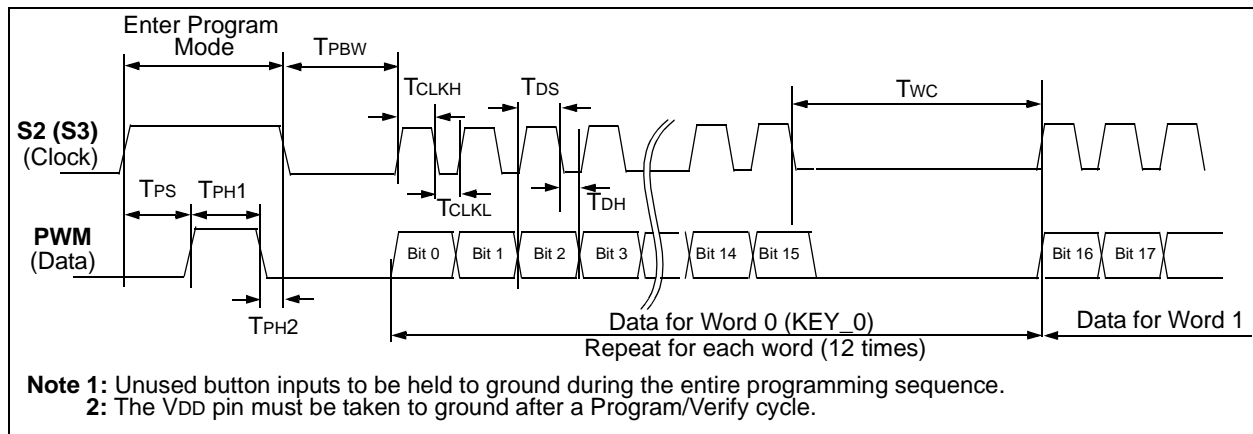 Enter Program
Mode
TPBW
TCLKH
TDS
TWC
S2 (S3)
(Clock)
TPS
TPH1
TCLKL
TDH
PWM
(Data)
Bit 0
Bit 1
Bit 2
Bit 3
Bit 14
Bit 15
Bit 16
Bit 17
TPH2
Data for Word 0 (KEY_0)
Data for Word 1
Repeat for each word (12 times)
Note 1: Unused button inputs to be held to ground during the entire programming sequence.
2: The VDD pin must be taken to ground after a Program/Verify cycle.